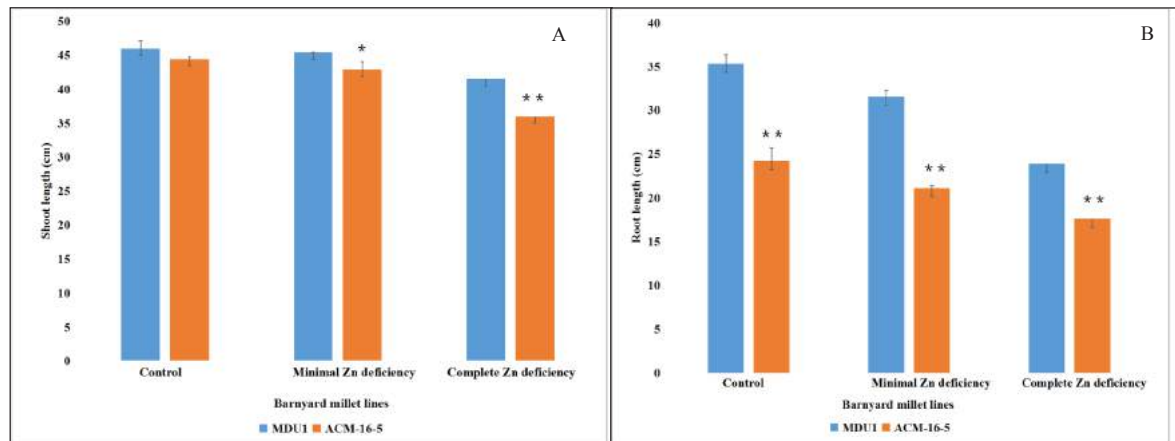 A
50
45
40
35
30
25
20
15
10
5
0
Shoot length (cm)
*
* *
Control Minimal Zn deficiency Complete Zn deficiency
Barnyard millet lines
MDU1 ACM-16-5
B
40
35
30
25
20
15
10
5
0
Root length (cm)
* *
* *
* *
Control Minimal Zn deficiency Complete Zn deficiency
Barnyard millet lines
MDU1 ACM-16-5